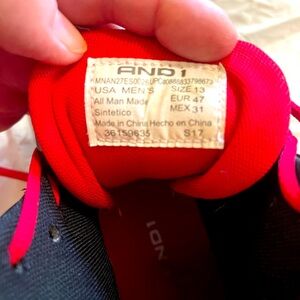 AND1
USA MEN'S SIZE 13
All Man Made EUR 47
Sintetico MEX 31
Made in China Hecho en China
36159635 S17